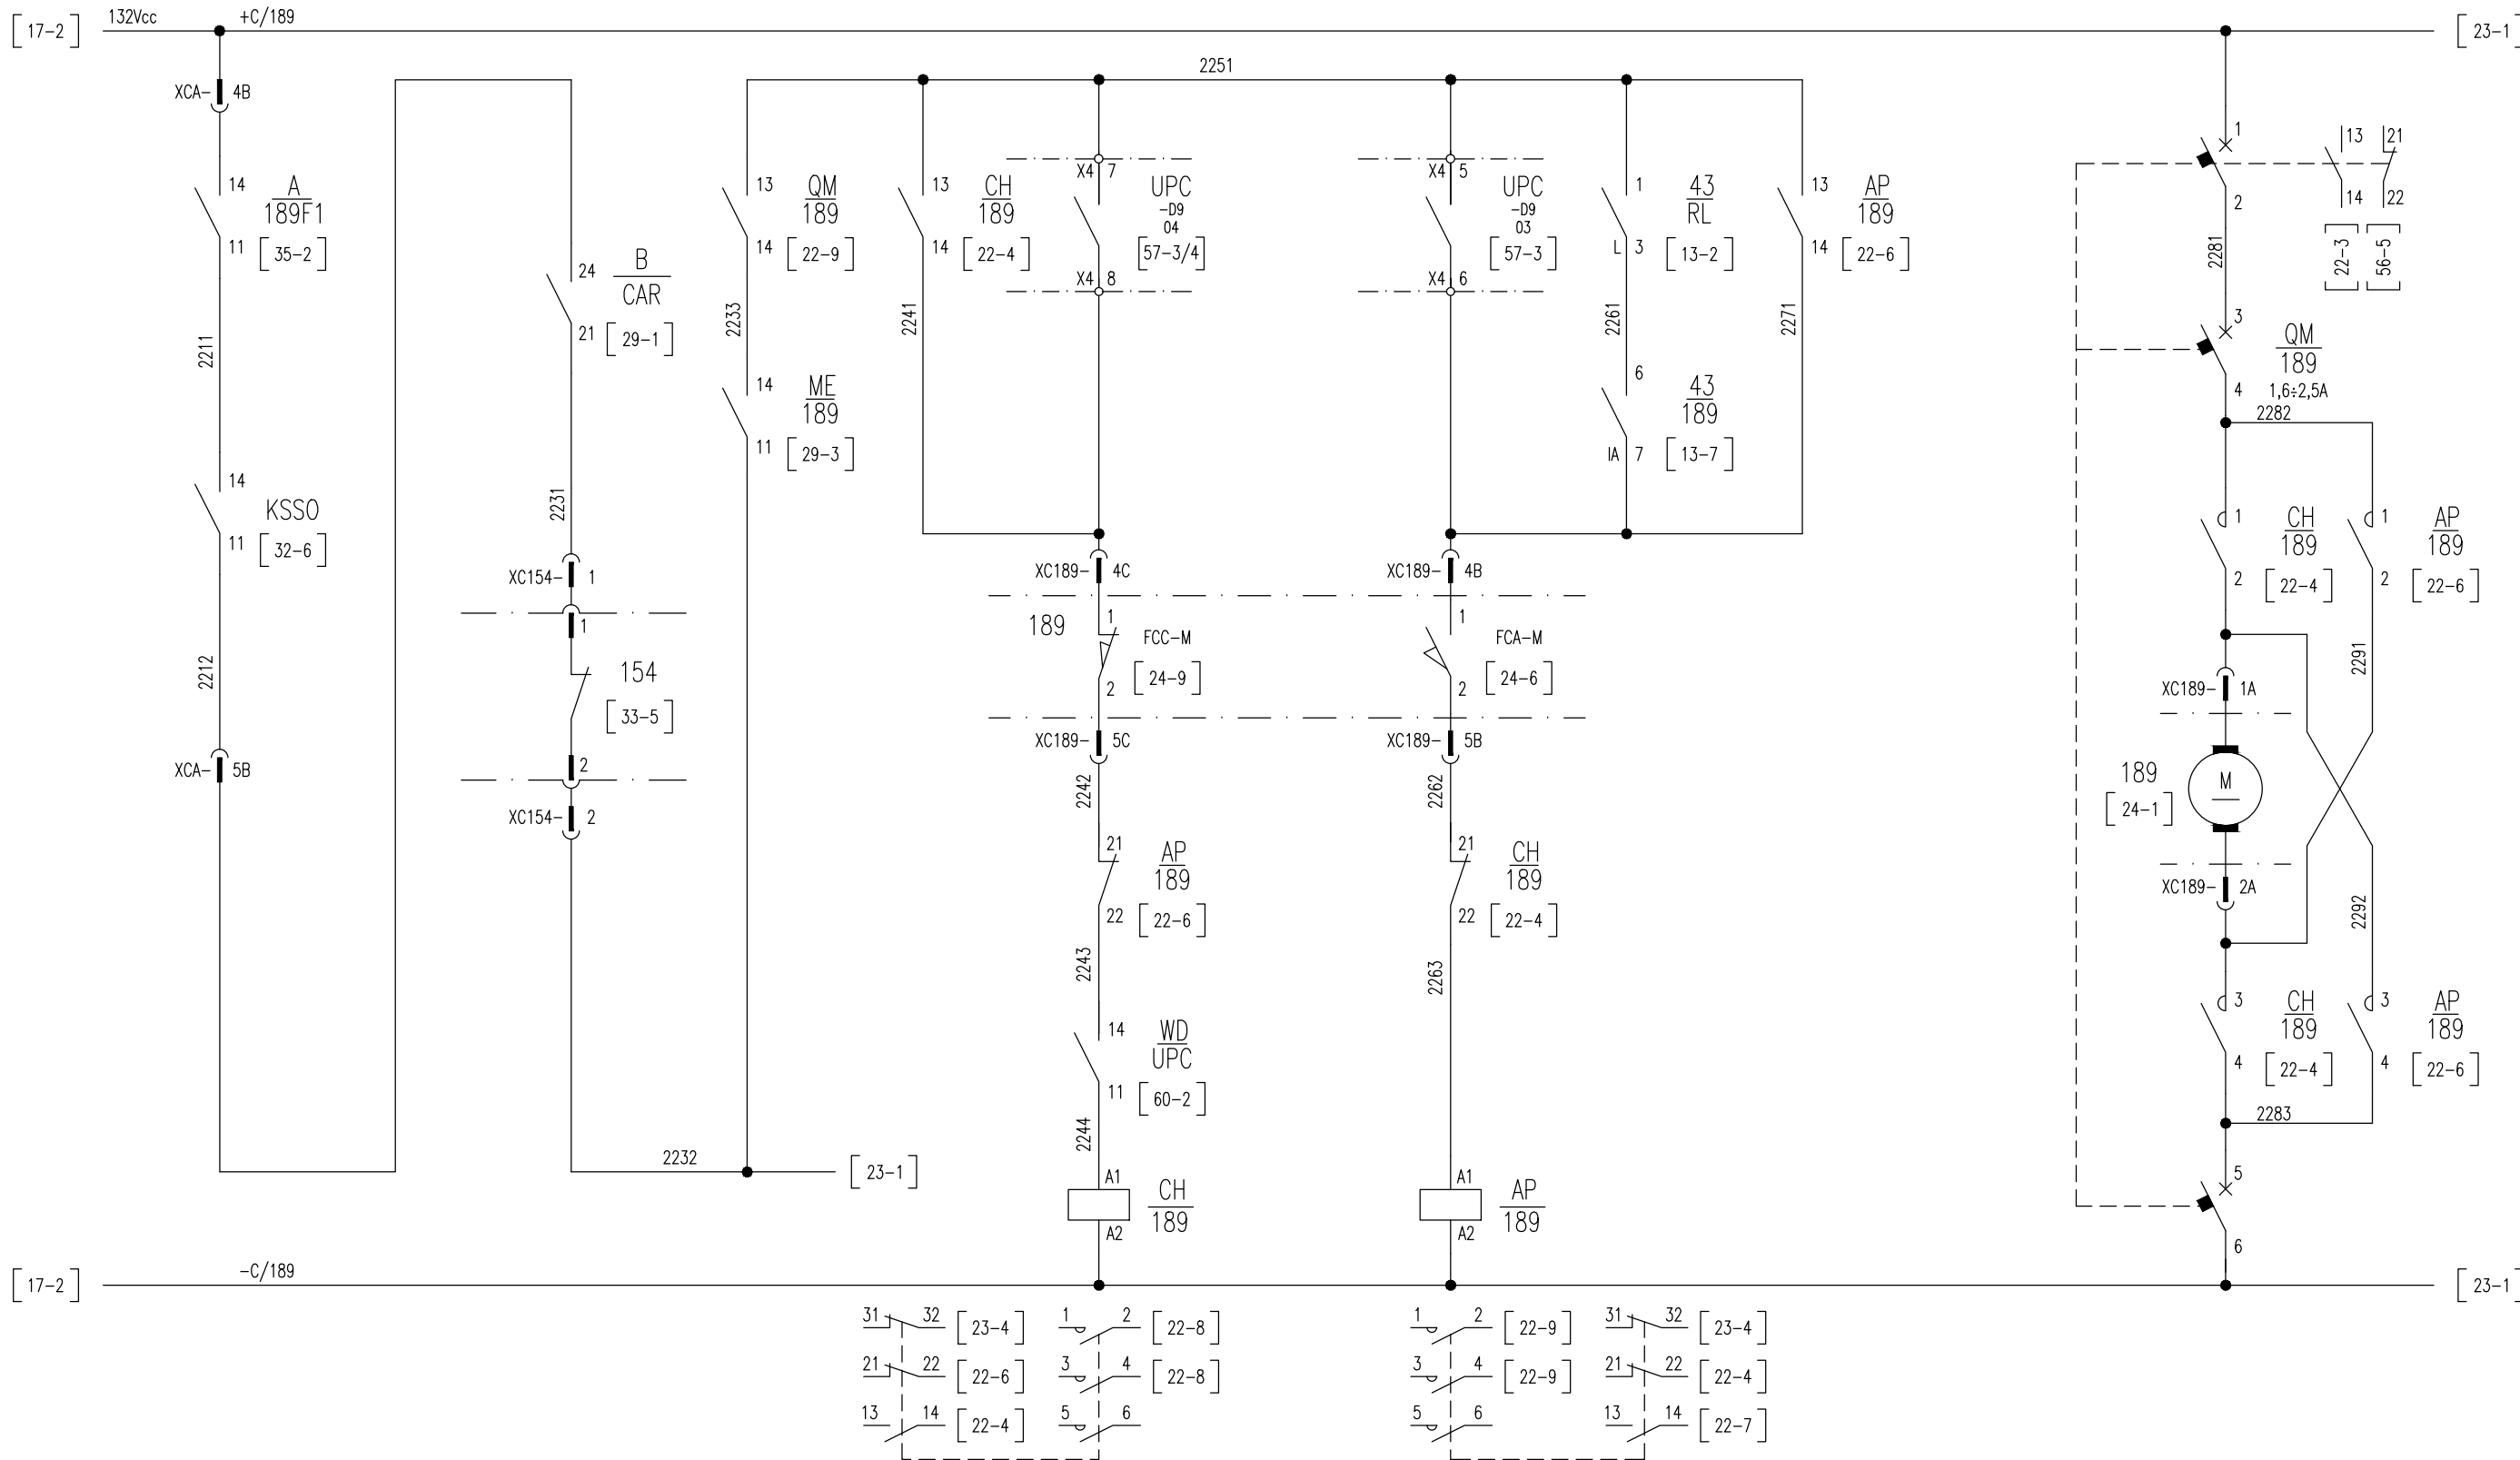 [17-2] 132Vcc +C/189 [23-1]
2251
XCA- 4B
14 A
189F1
11 [35-2]
2211
14 KSSO
11 [32-6]
2212
XCA- 5B
24 B
CAR
21 [29-1]
2231
XC154- 1
1
154
[33-5]
2
XC154- 2
2232 [23-1]
13 QM
189
14 [22-9]
2233
14 ME
189
11 [29-3]
13 CH
189
14 [22-4]
2241
X4 7
UPC
-D9
04
[57-3/4]
X4 8
XC189- 4C
189
1 FCC-M
2 [24-9]
XC189- 5C
2242
21 AP
189
22 [22-6]
2243
14 WD
UPC
11 [60-2]
2244
A1 CH
189
A2
X4 5
UPC
-D9
03
[57-3]
X4 6
XC189- 4B
1 FCA-M
2 [24-6]
XC189- 5B
2262
21 CH
189
22 [22-4]
2263
A1 AP
189
A2
1 43
RL
L 3 [13-2]
2261
6 43
189
IA 7 [13-7]
13 AP
189
14 [22-6]
2271
1
2
13 21
14 22
[22-3] [56-5]
2281
3 QM
189
4 1,6÷2,5A
2282
1 CH
189
2 [22-4]
1 AP
189
2 [22-6]
2291
XC189- 1A
189 M
[24-1]
XC189- 2A
2292
3 CH
189
4 [22-4]
3 AP
189
4 [22-6]
2283
5
6
[17-2] -C/189 [23-1]
31 32 [23-4] 1 2 [22-8] 1 2 [22-9] 31 32 [23-4]
21 22 [22-6] 3 4 [22-8] 3 4 [22-9] 21 22 [22-4]
13 14 [22-4] 5 6 5 6 13 14 [22-7]